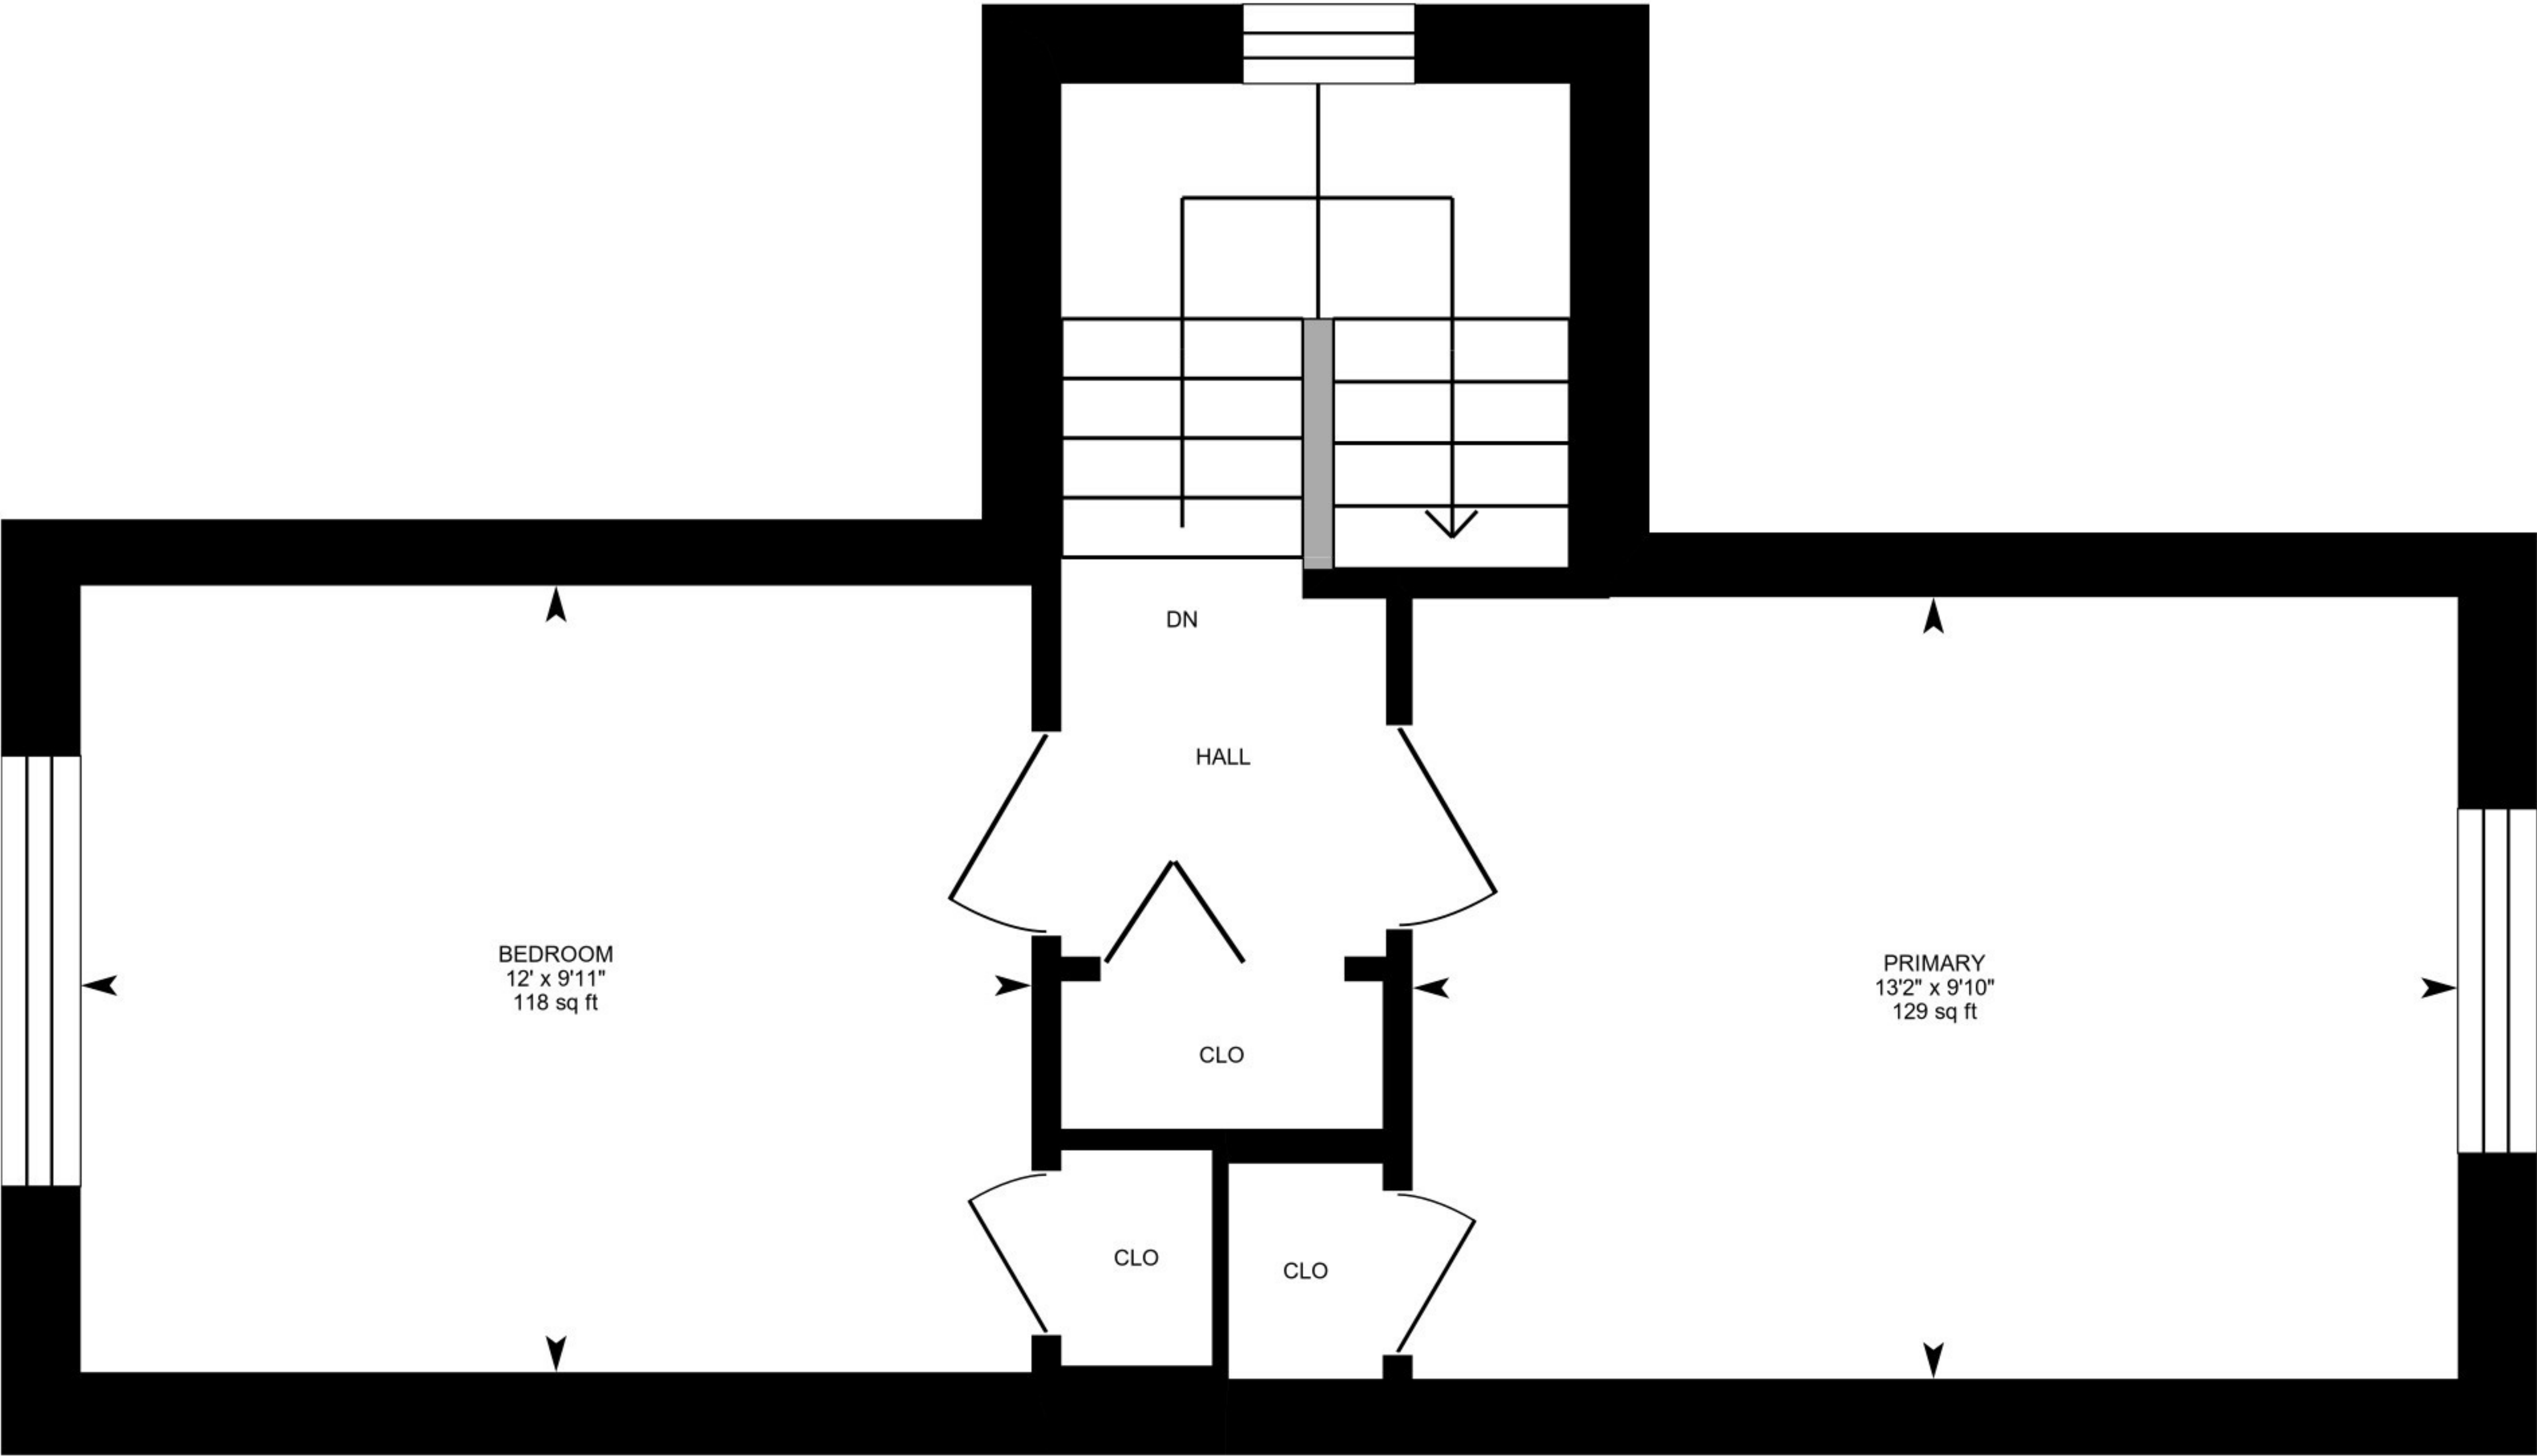 DN
HALL
BEDROOM
12' x 9'11"
118 sq ft
PRIMARY
13'2" x 9'10"
129 sq ft
CLO
CLO
CLO